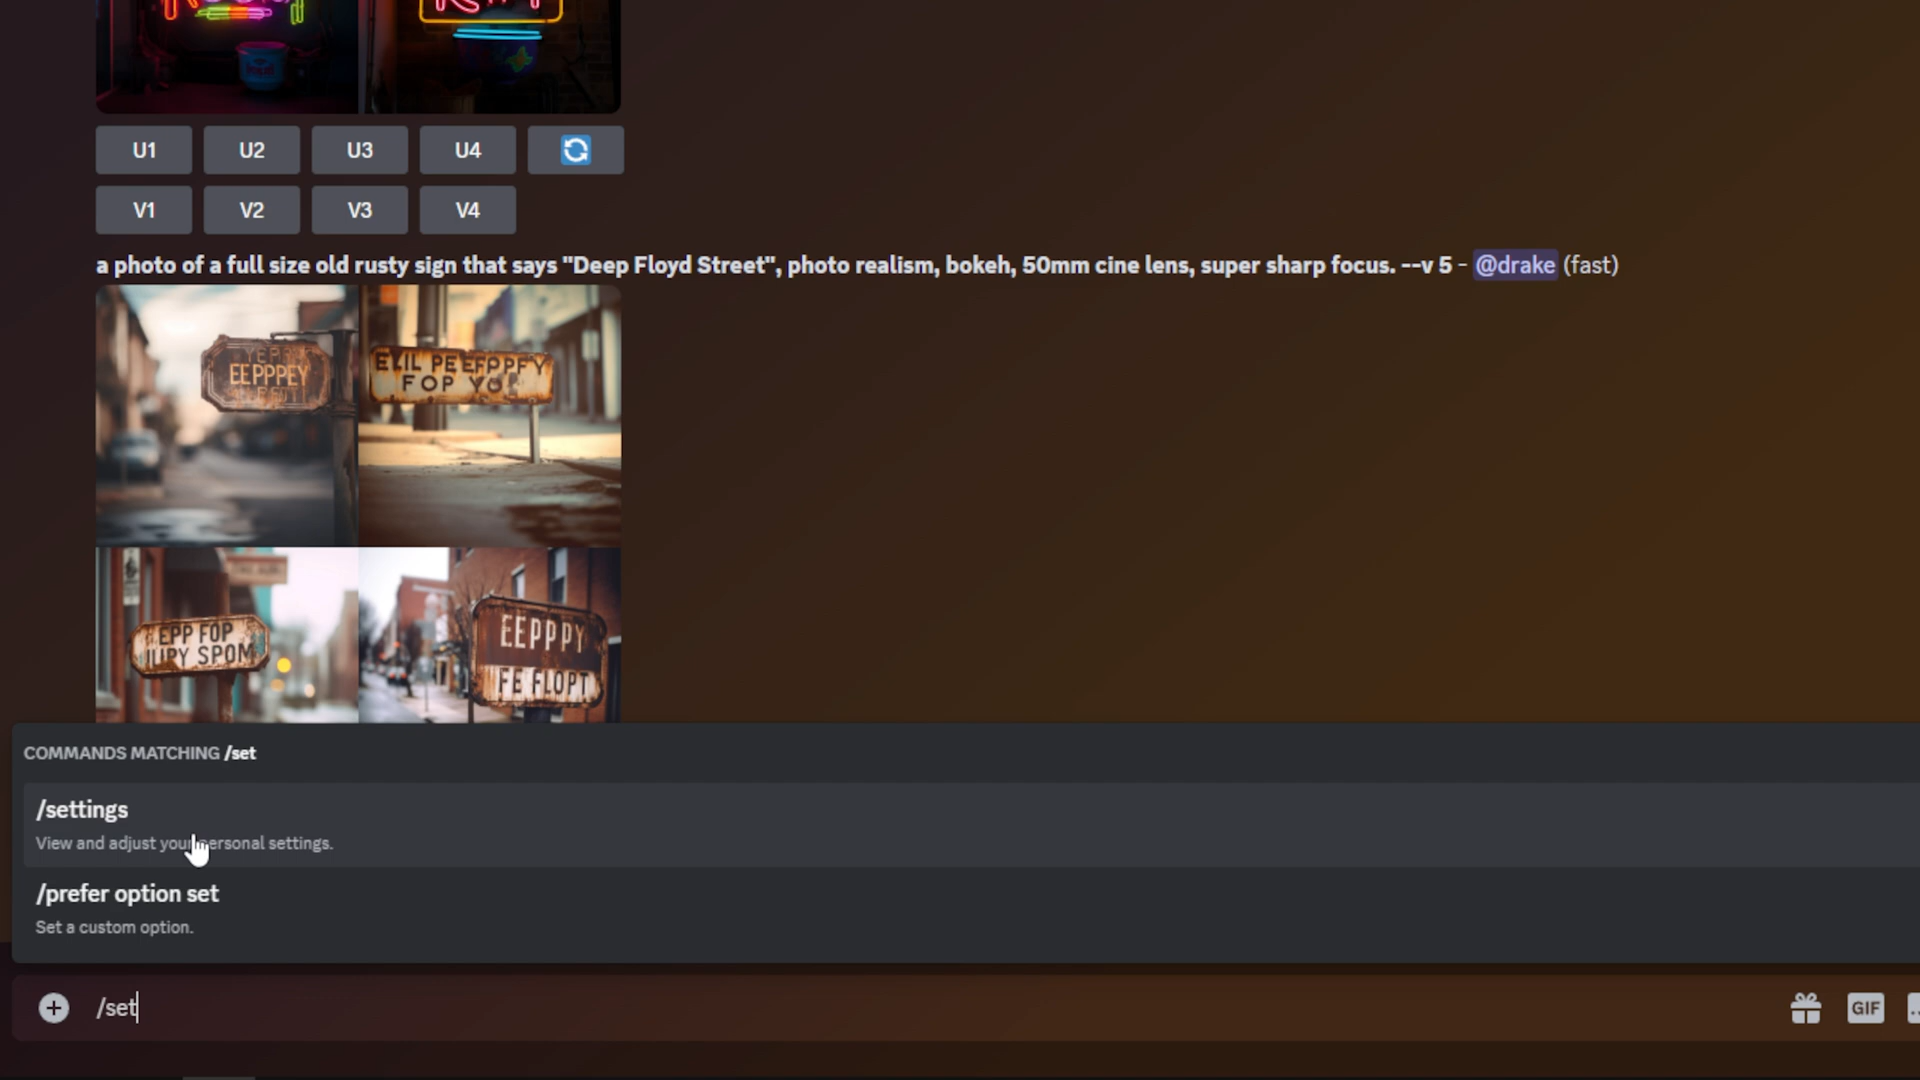 U1 U2 U3 U4
V1 V2 V3 V4
a photo of a full size old rusty sign that says "Deep Floyd Street", photo realism, bokeh, 50mm cine lens, super sharp focus. --v 5 - @drake (fast)
EEPPPEY
EXIL PEEFPPFY
FOP YO
EPP FOP
SPOM
EEPPPY
FE FLOPT
COMMANDS MATCHING /set
/settings
View and adjust your personal settings.
/prefer option set
Set a custom option.
/set
GIF